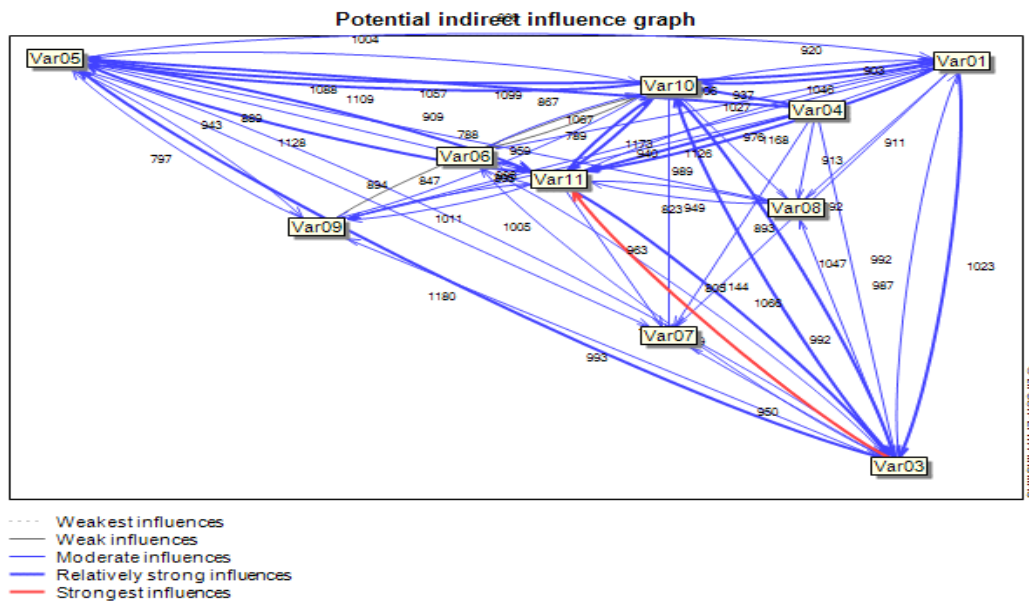 Potential indirect influence graph
1004
920
Var05
Var01
903
Var10
1088
1057
1099
867
937
1046
1109
1027
Var04
909
943
889
788
1067
789
976
1168
911
1128
959
1173
940
1126
Var06
797
913
894
847
Var11
989
Var08
823
949
Var09
1011
1005
893
963
1047
992
1023
987
1180
1144
1066
Var07
992
993
950
Var03
Weakest influences
Weak influences
Moderate influences
Relatively strong influences
Strongest influences